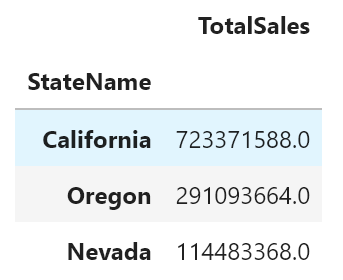 TotalSales
StateName
California 723371588.0
Oregon 291093664.0
Nevada 114483368.0